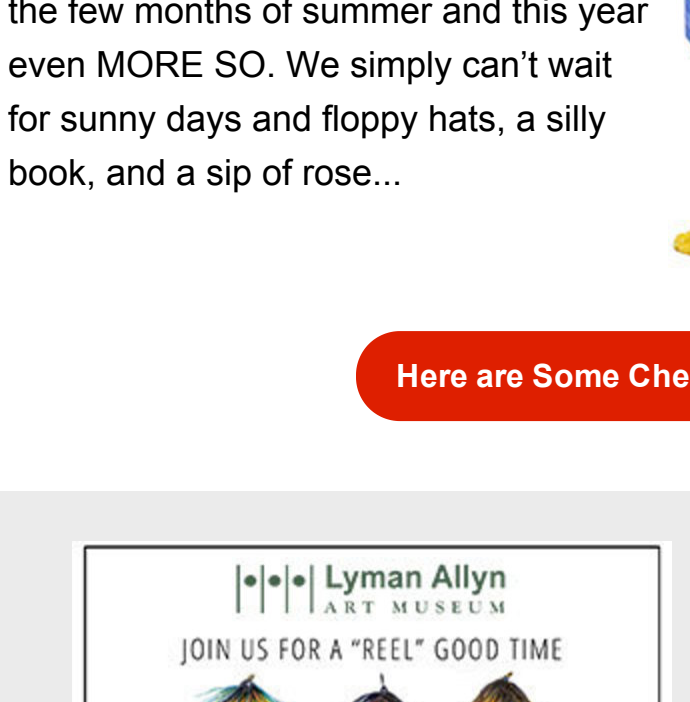 the few months of summer and this year
even MORE SO. We simply can’t wait
for sunny days and floppy hats, a silly
book, and a sip of rose...
Here are Some Che
Lyman Allyn
ART MUSEUM
JOIN US FOR A “REEL” GOOD TIME